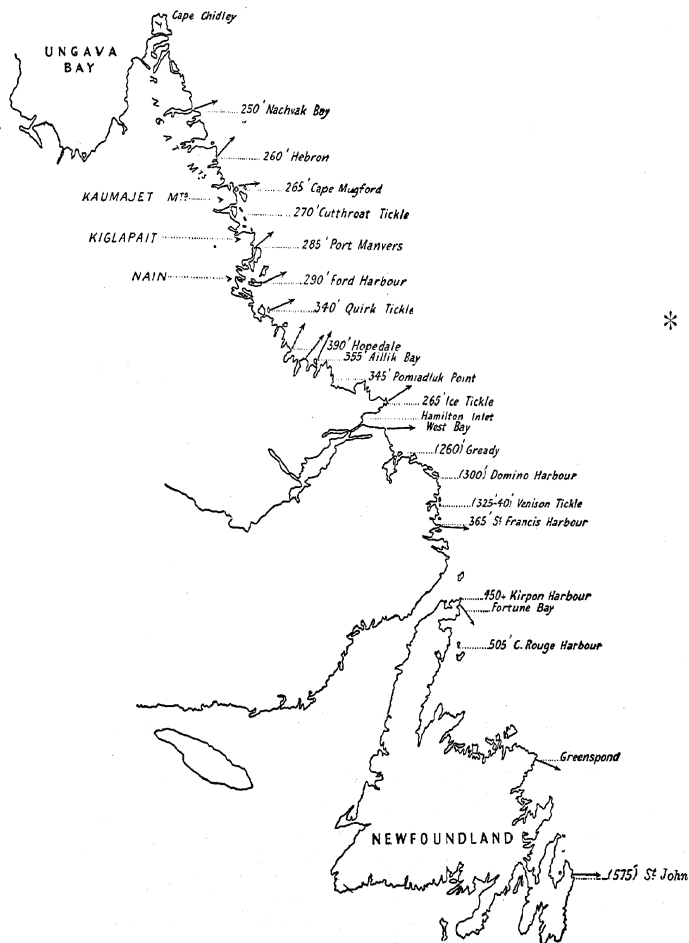 Cape Chidley
UNGAVA
BAY
RNGAT MTS
250' Nachvak Bay
260' Hebron
265' Cape Mugford
KAUMAJET MTS
270' Cutthroat Tickle
KIGLAPAIT
285' Port Manvers
NAIN
290' Ford Harbour
340' Quirk Tickle
*
390' Hopedale
355' Aillik Bay
345' Pomiadluk Point
265' Ice Tickle
Hamilton Inlet
West Bay
(260)' Gready
(300)' Domino Harbour
(325-40)' Venison Tickle
365' St Francis Harbour
450+ Kirpon Harbour
Fortune Bay
505' C. Rouge Harbour
Greenspond
NEWFOUNDLAND
(575') St John